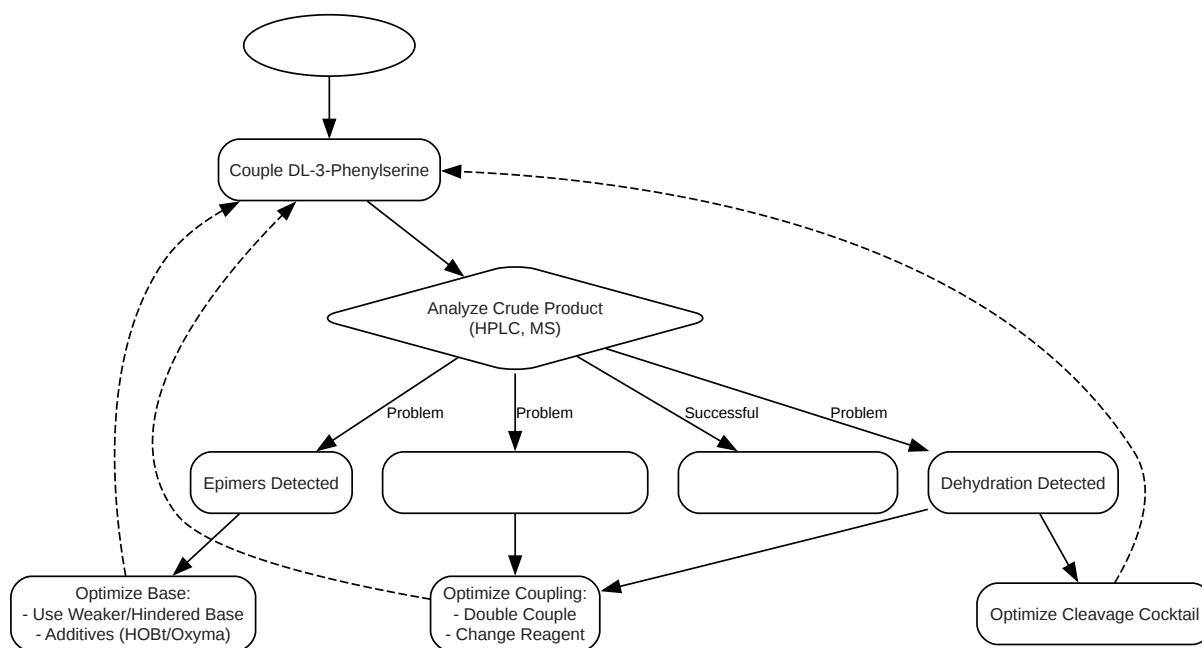 Couple DL-3-Phenylserine
Analyze Crude Product
(HPLC, MS)
Problem
Problem
Successful
Problem
Epimers Detected
Dehydration Detected
Optimize Base:
- Use Weaker/Hindered Base
- Additives (HOBt/Oxyma)
Optimize Coupling:
- Double Couple
- Change Reagent
Optimize Cleavage Cocktail